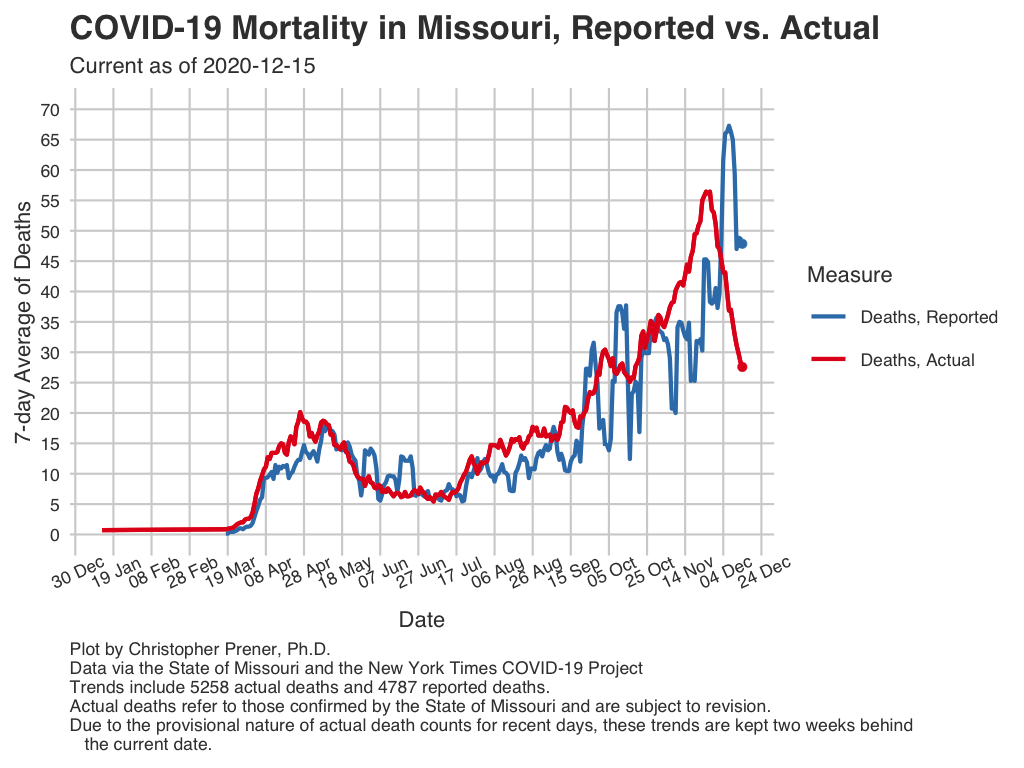 COVID-19 Mortality in Missouri, Reported vs. Actual
Current as of 2020-12-15
7-day Average of Deaths
70
65
60
55
50
45
40
35
30
25
20
15
10
5
0
30 Dec
19 Jan
08 Feb
28 Feb
19 Mar
08 Apr
28 Apr
18 May
07 Jun
27 Jun
17 Jul
06 Aug
26 Aug
15 Sep
05 Oct
25 Oct
14 Nov
04 Dec
24 Dec
Date
Measure
Deaths, Reported
Deaths, Actual
Plot by Christopher Prener, Ph.D.
Data via the State of Missouri and the New York Times COVID-19 Project
Trends include 5258 actual deaths and 4787 reported deaths.
Actual deaths refer to those confirmed by the State of Missouri and are subject to revision.
Due to the provisional nature of actual death counts for recent days, these trends are kept two weeks behind
the current date.